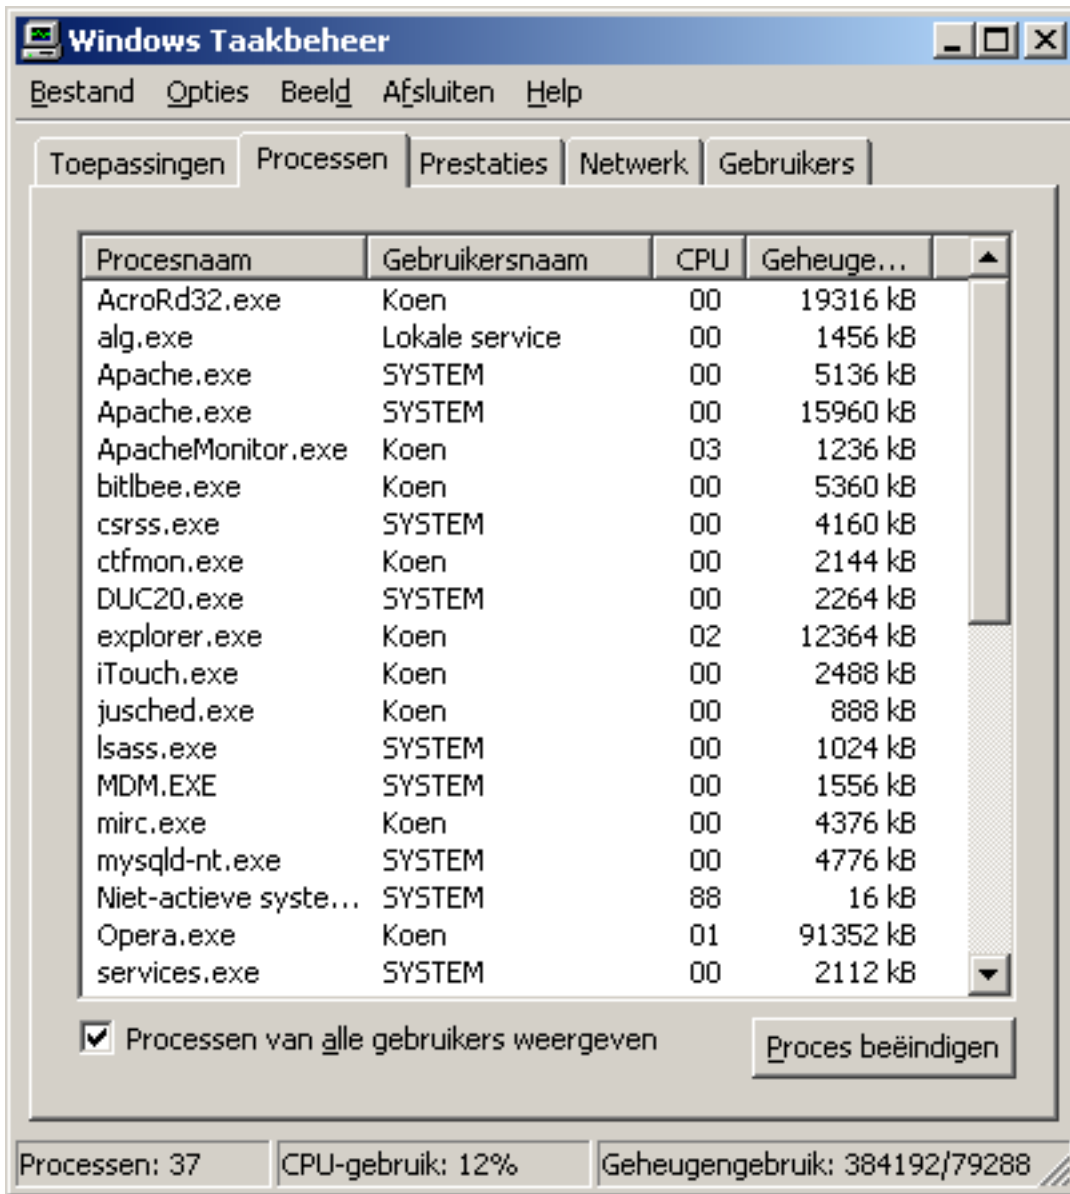 Windows Taakbeheer
Bestand Opties Beeld Afsluiten Help
Toepassingen Processen Prestaties Netwerk Gebruikers
Procesnaam Gebruikersnaam CPU Geheuge...
AcroRd32.exe Koen 00 19316 kB
alg.exe Lokale service 00 1456 kB
Apache.exe SYSTEM 00 5136 kB
Apache.exe SYSTEM 00 15960 kB
ApacheMonitor.exe Koen 03 1236 kB
bitlbee.exe Koen 00 5360 kB
csrss.exe SYSTEM 00 4160 kB
ctfmon.exe Koen 00 2144 kB
DUC20.exe SYSTEM 00 2264 kB
explorer.exe Koen 02 12364 kB
iTouch.exe Koen 00 2488 kB
jusched.exe Koen 00 888 kB
lsass.exe SYSTEM 00 1024 kB
MDM.EXE SYSTEM 00 1556 kB
mirc.exe Koen 00 4376 kB
mysqld-nt.exe SYSTEM 00 4776 kB
Niet-actieve syste... SYSTEM 88 16 kB
Opera.exe Koen 01 91352 kB
services.exe SYSTEM 00 2112 kB
Processen van alle gebruikers weergeven
Proces beëindigen
Processen: 37 CPU-gebruik: 12% Geheugengebruik: 384192/79288